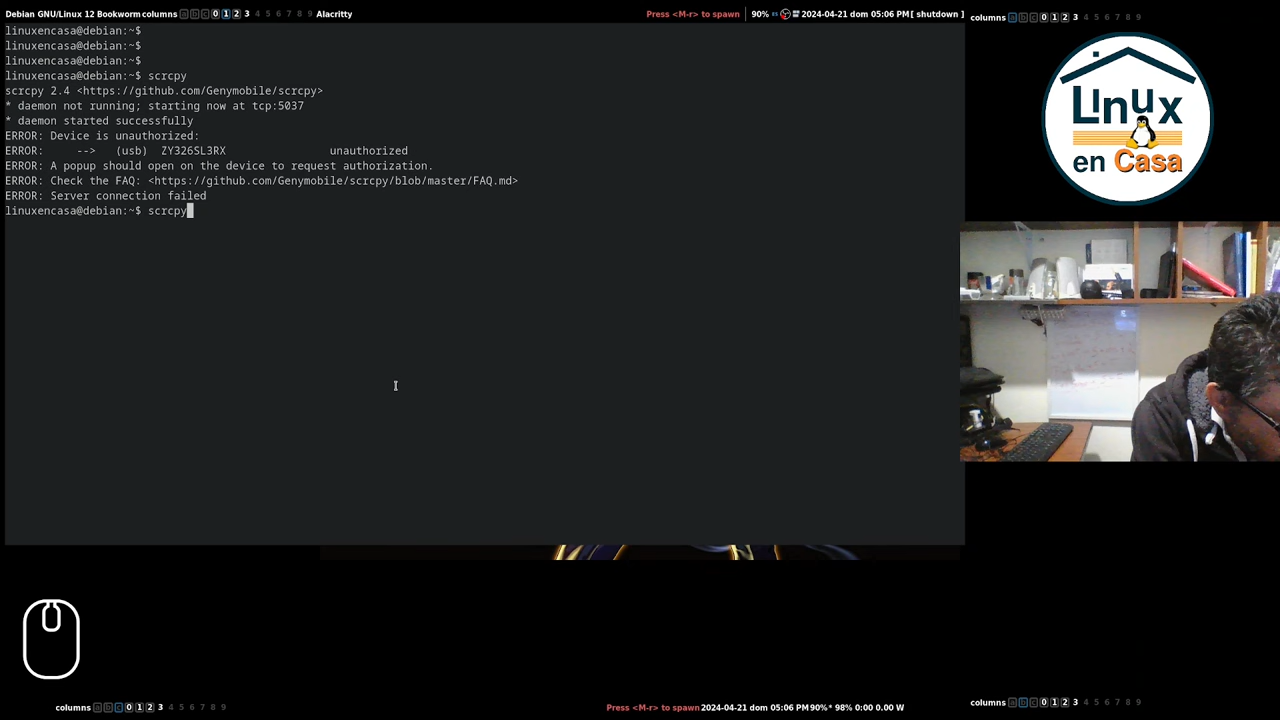 Debian GNU/Linux 12 Bookworm columns a b c 0 1 2 3 4 5 6 7 8 9 Alacritty
Press <M-r> to spawn 90% ES 2024-04-21 dom 05:06 PM [ shutdown ]
columns a b c 0 1 2 3 4 5 6 7 8 9
linuxencasa@debian:~$
linuxencasa@debian:~$
linuxencasa@debian:~$
linuxencasa@debian:~$ scrcpy
scrcpy 2.4 <https://github.com/Genymobile/scrcpy>
* daemon not running; starting now at tcp:5037
* daemon started successfully
ERROR: Device is unauthorized:
ERROR:     -->   (usb)  ZY326SL3RX                      unauthorized
ERROR: A popup should open on the device to request authorization.
ERROR: Check the FAQ: <https://github.com/Genymobile/scrcpy/blob/master/FAQ.md>
ERROR: Server connection failed
linuxencasa@debian:~$ scrcpy
Linux
en Casa
columns a b c 0 1 2 3 4 5 6 7 8 9
Press <M-r> to spawn 2024-04-21 dom 05:06 PM 90%* 98% 0:00 0.00 W
columns a b c 0 1 2 3 4 5 6 7 8 9